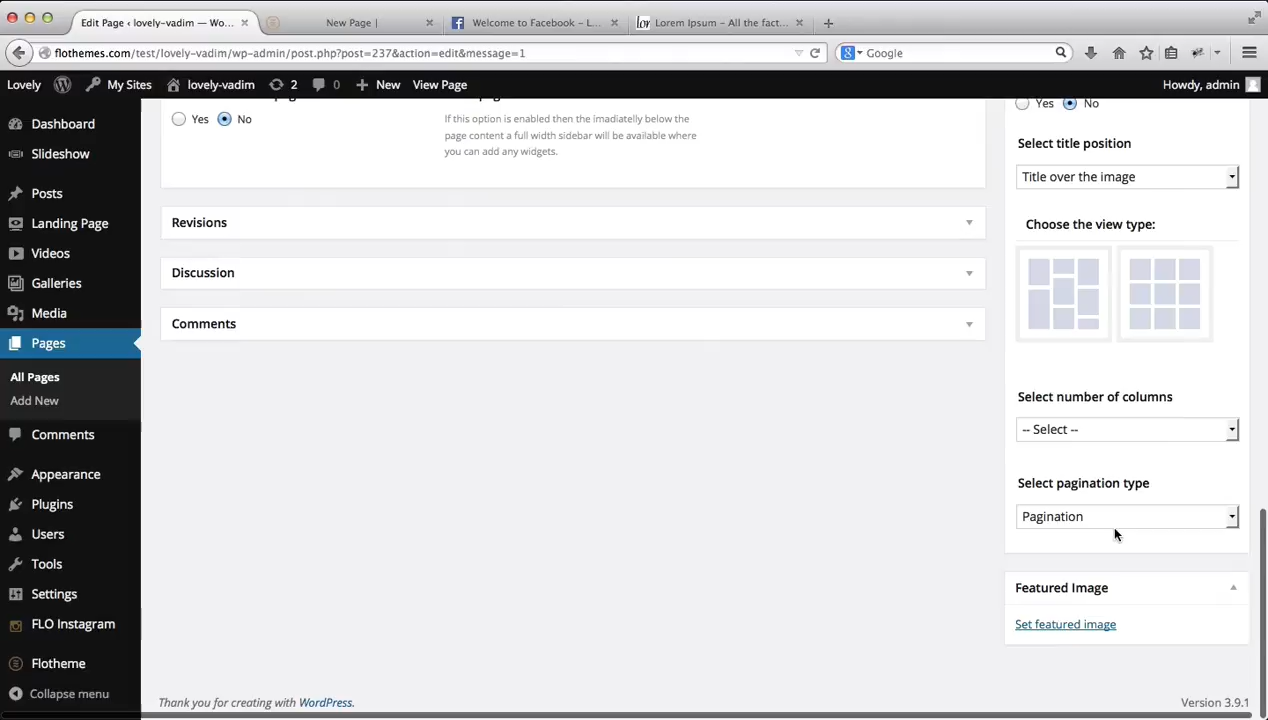 Edit Page ‹ lovely-vadim — Wo...
New Page |
Welcome to Facebook – L...
lor Lorem Ipsum – All the fact...
flothemes.com/test/lovely-vadim/wp-admin/post.php?post=237&action=edit&message=1
Google
Lovely
My Sites
lovely-vadim
2
0
New
View Page
Howdy, admin
Dashboard
Slideshow
Posts
Landing Page
Videos
Galleries
Media
Pages
All Pages
Add New
Comments
Appearance
Plugins
Users
Tools
Settings
FLO Instagram
Flotheme
Collapse menu
Yes No
If this option is enabled then the imadiatelly below the
page content a full width sidebar will be available where
you can add any widgets.
Revisions
Discussion
Comments
Yes No
Select title position
Title over the image
Choose the view type:
Select number of columns
-- Select --
Select pagination type
Pagination
Featured Image
Set featured image
Thank you for creating with WordPress.
Version 3.9.1